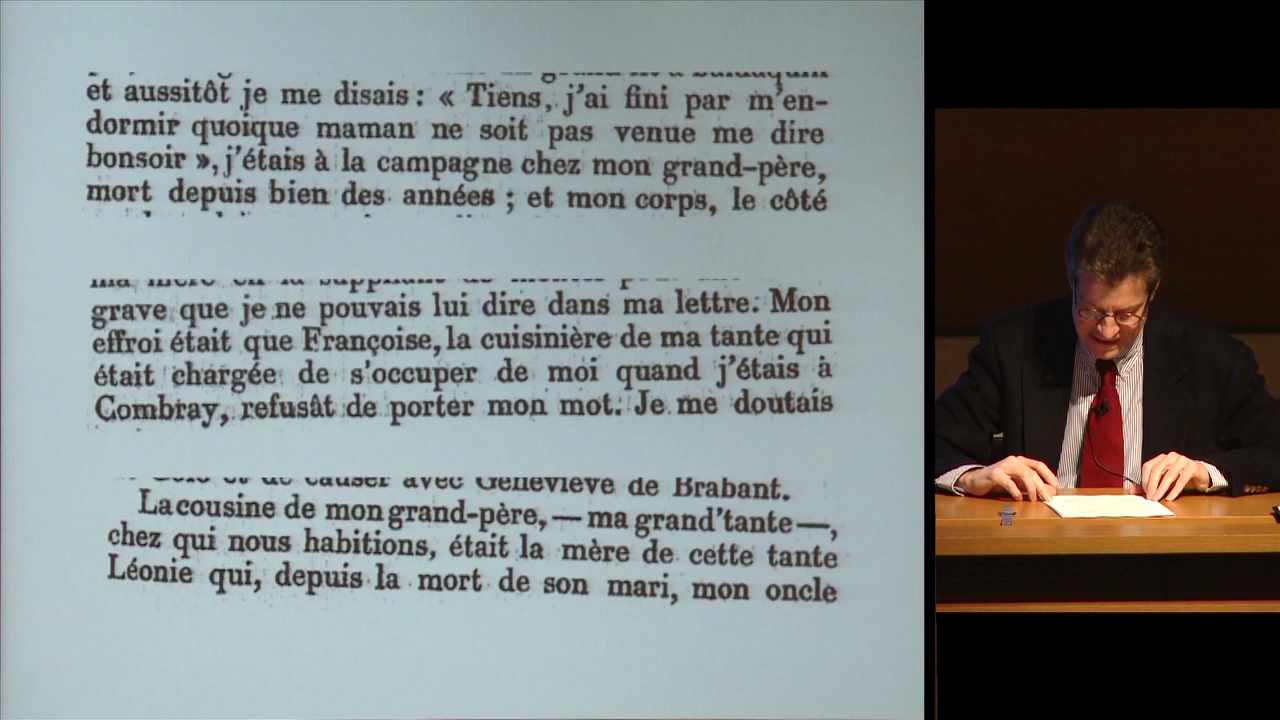 et aussitôt je me disais : « Tiens, j'ai fini par m'en-
dormir quoique maman ne soit pas venue me dire
bonsoir », j'étais à la campagne chez mon grand-père,
mort depuis bien des années ; et mon corps, le côté
grave que je ne pouvais lui dire dans ma lettre. Mon
effroi était que Françoise, la cuisinière de ma tante qui
était chargée de s'occuper de moi quand j'étais à
Combray, refusât de porter mon mot. Je me doutais
causer avec Geneviève de Brabant.
La cousine de mon grand-père, — ma grand'tante —,
chez qui nous habitions, était la mère de cette tante
Léonie qui, depuis la mort de son mari, mon oncle